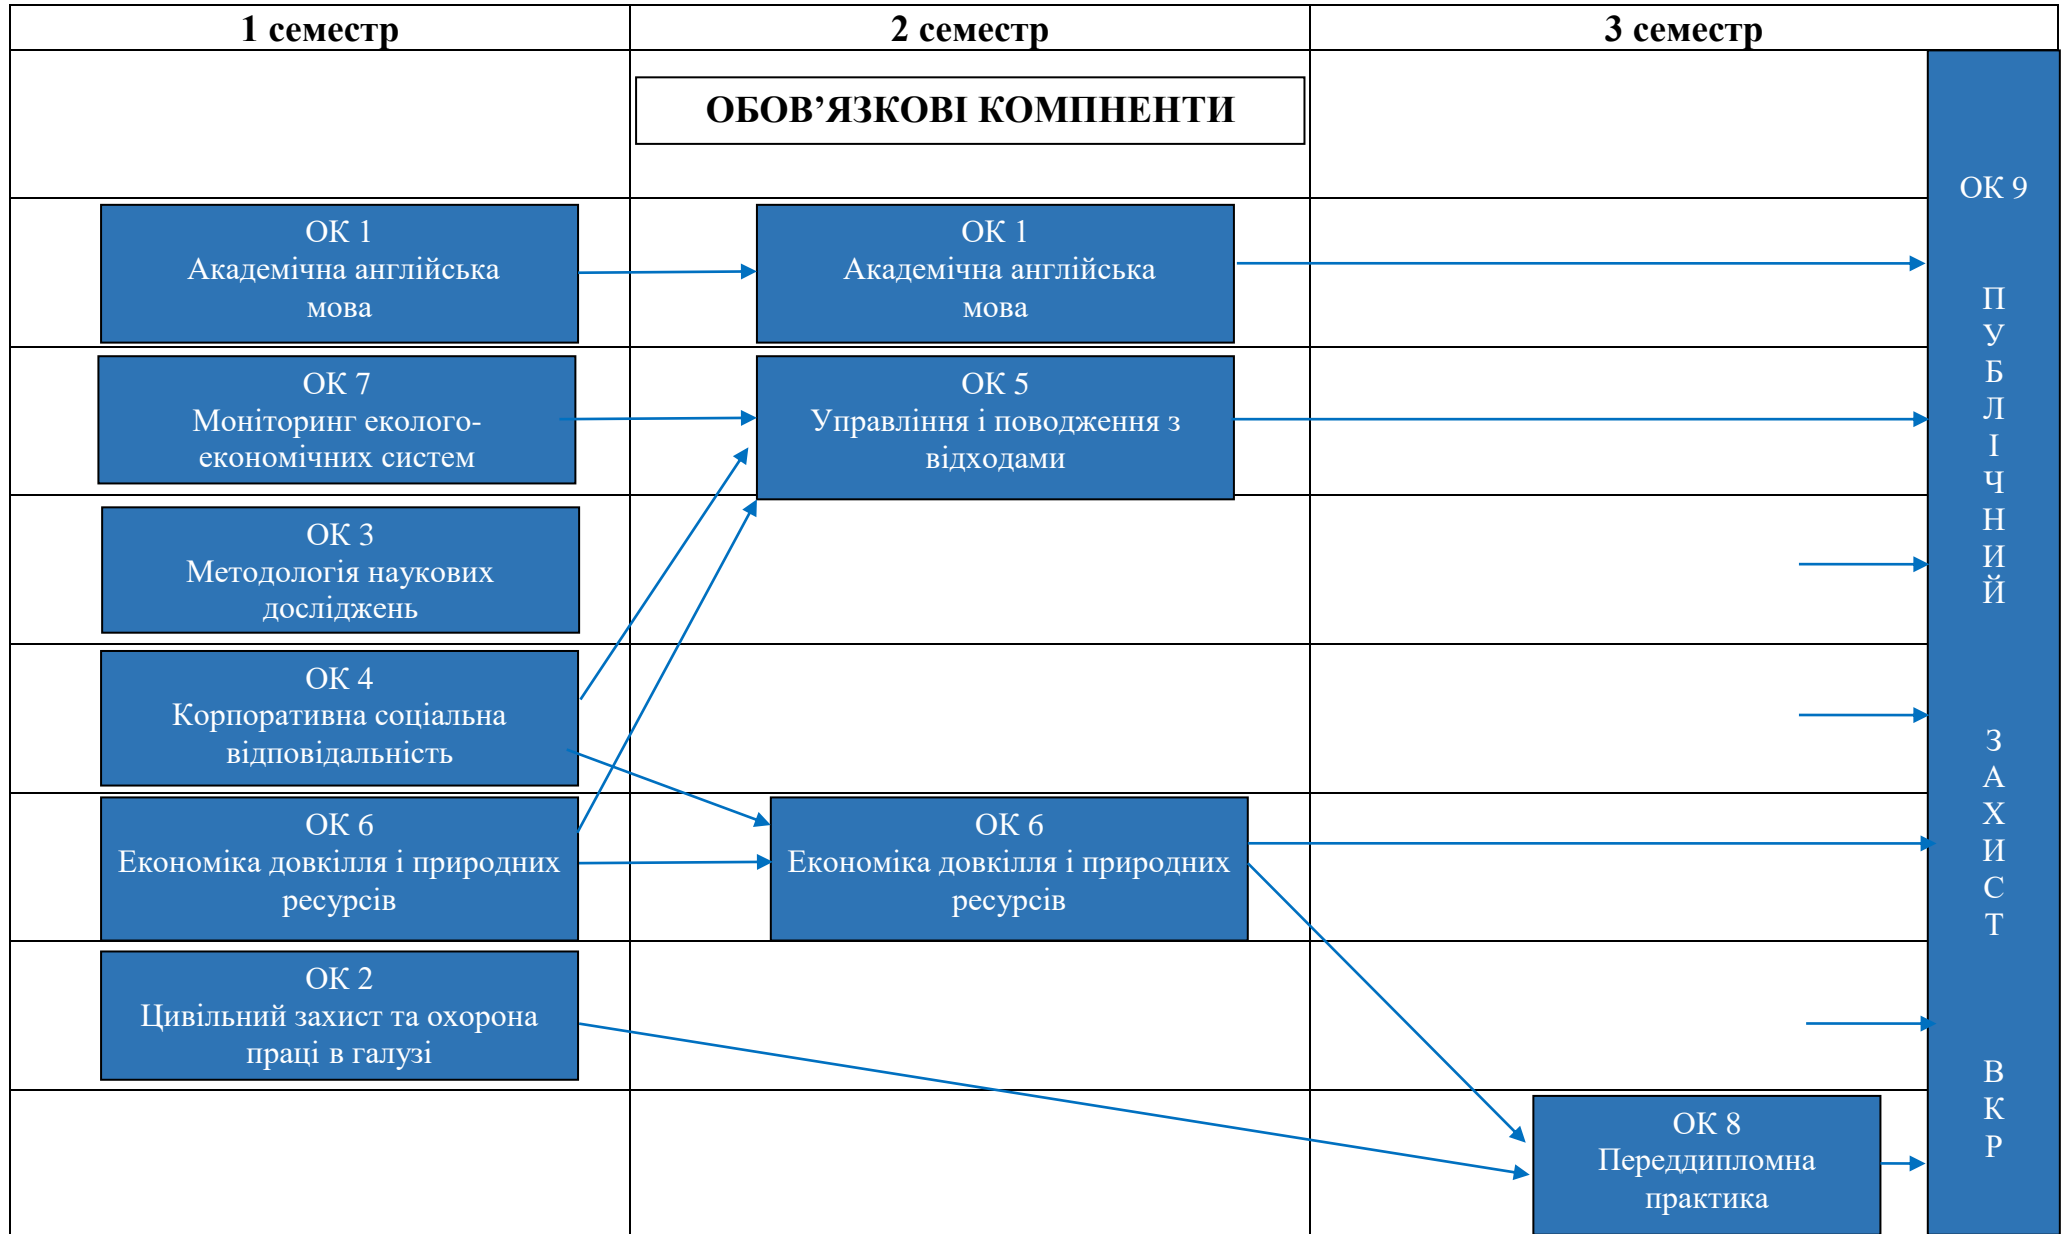 1 семестр
2 семестр
3 семестр
ОБОВ’ЯЗКОВІ КОМПНЕНТИ
ОК 1
Академічна англійська
мова
ОК 1
Академічна англійська
мова
ОК 7
Моніторинг еколого-
економічних систем
ОК 5
Управління і поводження з
відходами
ОК 3
Методологія наукових
досліджень
ОК 4
Корпоративна соціальна
відповідальність
ОК 6
Економіка довкілля і природних
ресурсів
ОК 6
Економіка довкілля і природних
ресурсів
ОК 2
Цивільний захист та охорона
праці в галузі
ОК 8
Переддипломна
практика
ОК 9
П
У
Б
Л
І
Ч
Н
И
Й
З
А
Х
И
С
Т
В
К
Р